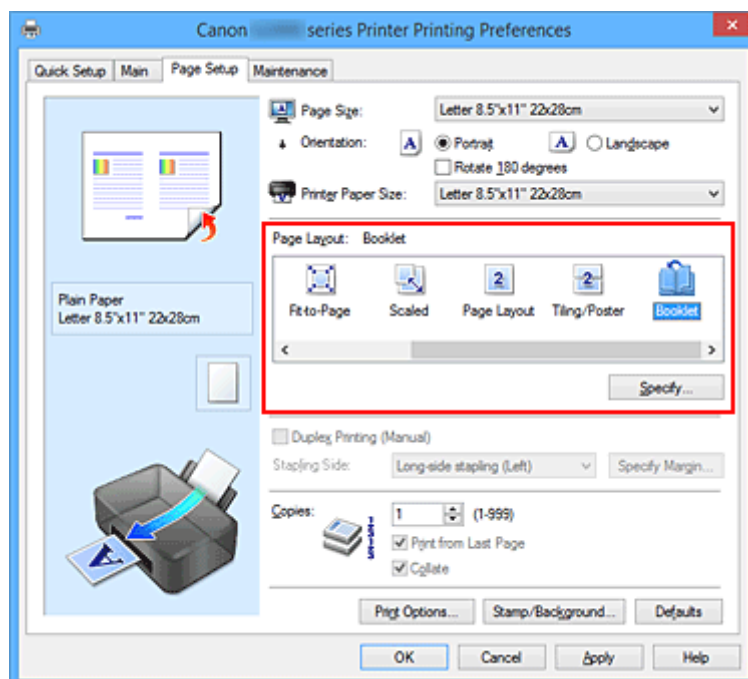 Canon series Printer Printing Preferences
Quick Setup Main Page Setup Maintenance
Page Size: Letter 8.5"x11" 22x28cm
Orientation: A Portrait A Landscape
Rotate 180 degrees
Printer Paper Size: Letter 8.5"x11" 22x28cm
Page Layout: Booklet
2 2
Fit-to-Page Scaled Page Layout Tiling/Poster Booklet
Specify...
Plain Paper
Letter 8.5"x11" 22x28cm
Duplex Printing (Manual)
Stapling Side: Long-side stapling (Left) Specify Margin...
Copies: 1 (1-999)
Print from Last Page
Collate
A
Print Options... Stamp/Background... Defaults
OK Cancel Apply Help